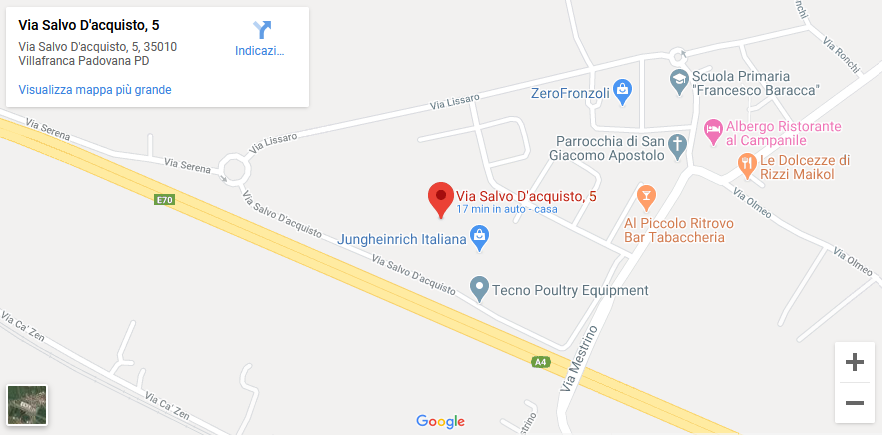 Via Salvo D'acquisto, 5
Via Salvo D'acquisto, 5, 35010
Villafranca Padovana PD
Indicazi...
Visualizza mappa più grande
Via Ronchi
Scuola Primaria
"Francesco Baracca"
ZeroFronzoli
Via Lissaro
Via Serena
Via Lissaro
Albergo Ristorante
al Campanile
Parrocchia di San
Giacomo Apostolo
Le Dolcezze di
Rizzi Maikol
Via Serena
E70
Via Salvo D'acquisto, 5
17 min in auto - casa
Via Salvo D'acquisto
Via Olmeo
Al Piccolo Ritrovo
Bar Tabaccheria
Jungheinrich Italiana
Via Olmeo
Via Salvo D'acquisto
Tecno Poultry Equipment
Via Ca' Zen
A4
Via Mestrino
Via Ca' Zen
Google